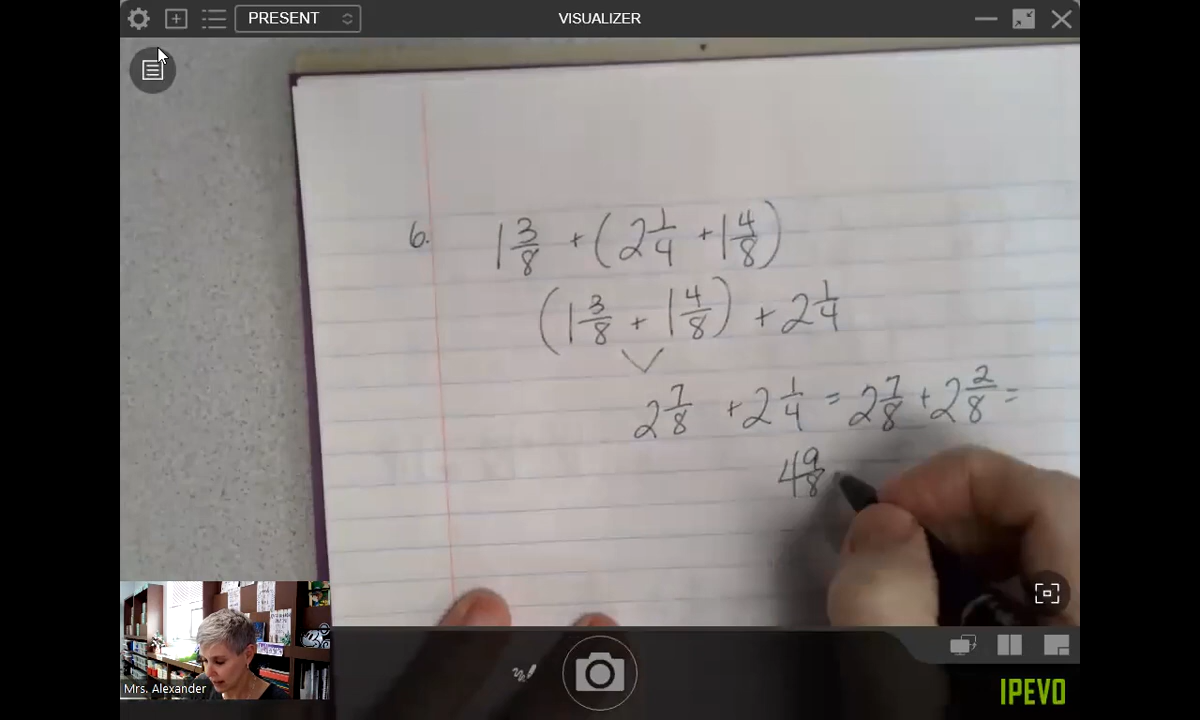 PRESENT VISUALIZER
6. 1 3/8 + (2 1/4 + 1 4/8)
(1 3/8 + 1 4/8) + 2 1/4
2 7/8 + 2 1/4 = 2 7/8 + 2 2/8 =
4 9/8
Mrs. Alexander
IPEVO